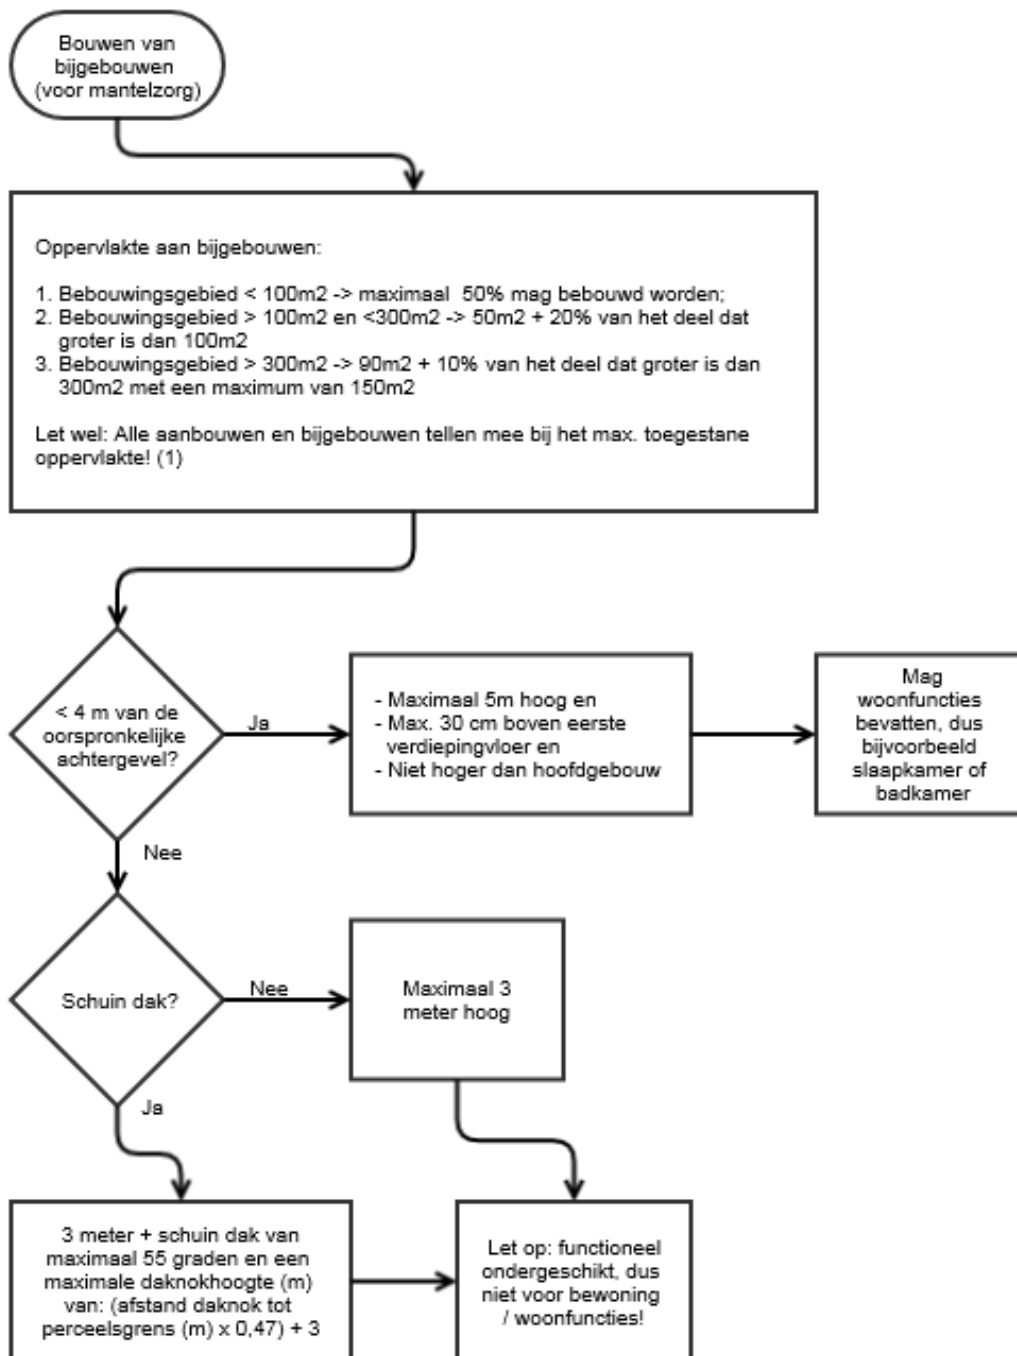 Bouwen van
bijgebouwen
(voor mantelzorg)
Oppervlakte aan bijgebouwen:
1. Bebouwingsgebied < 100m2 -> maximaal 50% mag bebouwd worden;
2. Bebouwingsgebied > 100m2 en <300m2 -> 50m2 + 20% van het deel dat
groter is dan 100m2
3. Bebouwingsgebied > 300m2 -> 90m2 + 10% van het deel dat groter is dan
300m2 met een maximum van 150m2
Let wel: Alle aanbouwen en bijgebouwen tellen mee bij het max. toegestane
oppervlakte! (1)
< 4 m van de
oorspronkelijke
achtergevel?
Ja
- Maximaal 5m hoog en
- Max. 30 cm boven eerste
verdiepingvloer en
- Niet hoger dan hoofdgebouw
Mag
woonfuncties
bevatten, dus
bijvoorbeeld
slaapkamer of
badkamer
Nee
Schuin dak?
Nee
Maximaal 3
meter hoog
Ja
3 meter + schuin dak van
maximaal 55 graden en een
maximale daknokhoogte (m)
van: (afstand daknok tot
perceelsgrens (m) x 0,47) + 3
Let op: functioneel
ondergeschikt, dus
niet voor bewoning
/ woonfuncties!